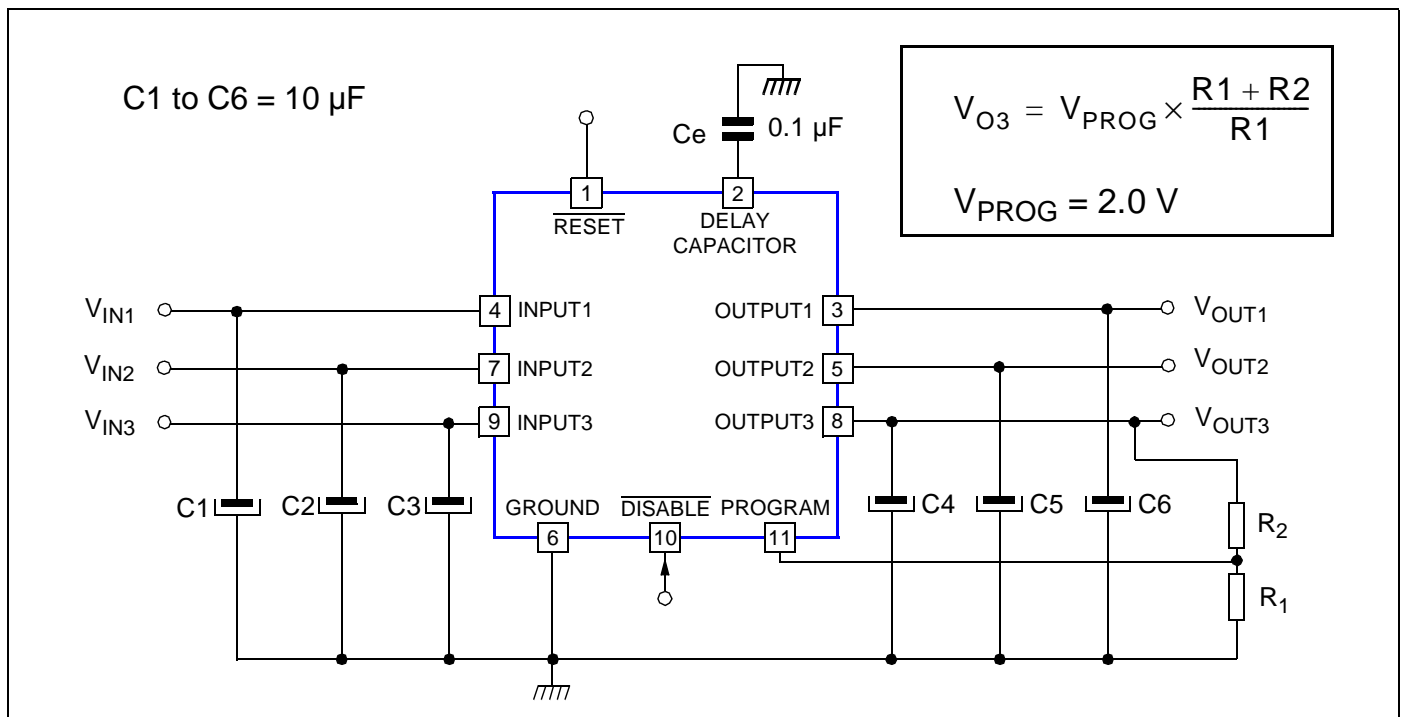 C1 to C6 = 10 µF
V_O3 = V_PROG × (R1 + R2) / R1
V_PROG = 2.0 V
Ce
0.1 µF
1
RESET
2
DELAY
CAPACITOR
V_IN1
4 INPUT1
OUTPUT1 3
V_OUT1
V_IN2
7 INPUT2
OUTPUT2 5
V_OUT2
V_IN3
9 INPUT3
OUTPUT3 8
V_OUT3
C1
C2
C3
GROUND
DISABLE
PROGRAM
6
10
11
C4
C5
C6
R2
R1